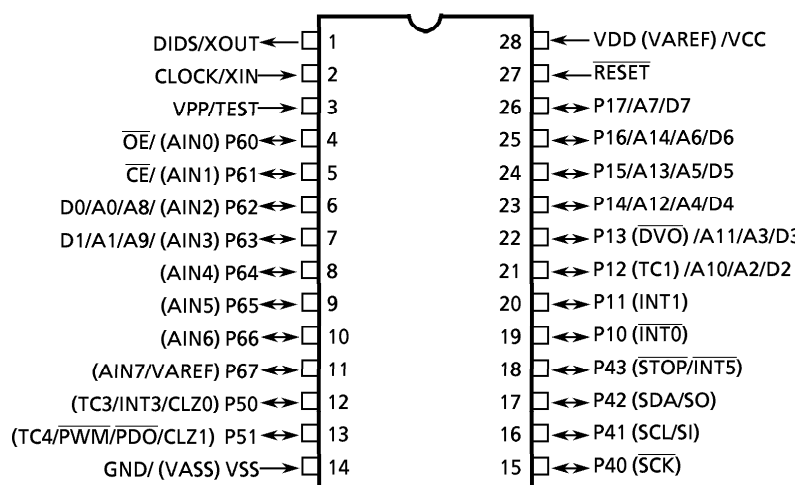 DIDS/XOUT 1 28 VDD (VAREF) /VCC
CLOCK/XIN 2 27 RESET
VPP/TEST 3 26 P17/A7/D7
OE/ (AIN0) P60 4 25 P16/A14/A6/D6
CE/ (AIN1) P61 5 24 P15/A13/A5/D5
D0/A0/A8/ (AIN2) P62 6 23 P14/A12/A4/D4
D1/A1/A9/ (AIN3) P63 7 22 P13 (DVO) /A11/A3/D3
(AIN4) P64 8 21 P12 (TC1) /A10/A2/D2
(AIN5) P65 9 20 P11 (INT1)
(AIN6) P66 10 19 P10 (INT0)
(AIN7/VAREF) P67 11 18 P43 (STOP/INT5)
(TC3/INT3/CLZ0) P50 12 17 P42 (SDA/SO)
(TC4/PWM/PDO/CLZ1) P51 13 16 P41 (SCL/SI)
GND/ (VASS) VSS 14 15 P40 (SCK)